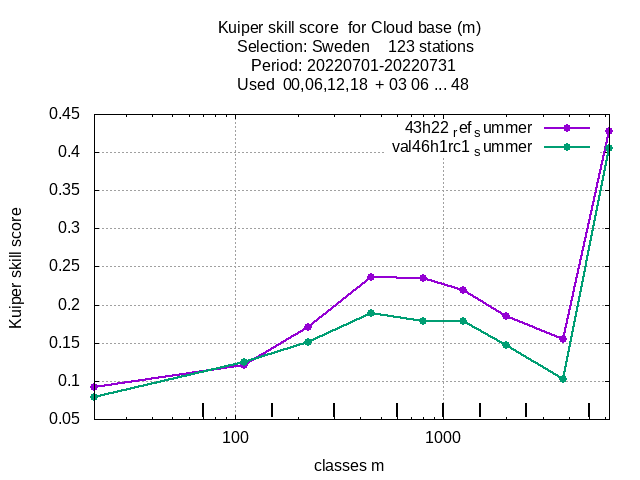 Kuiper skill score for Cloud base (m)
Selection: Sweden 123 stations
Period: 20220701-20220731
Used 00,06,12,18 + 03 06 ... 48
0.45
43h22 refsummer
0.4
val46h1rc1 summer
0.35
0.3
0.25
0.2
0.15
0.1
0.05
Kuiper skill score
100
1000
classes m